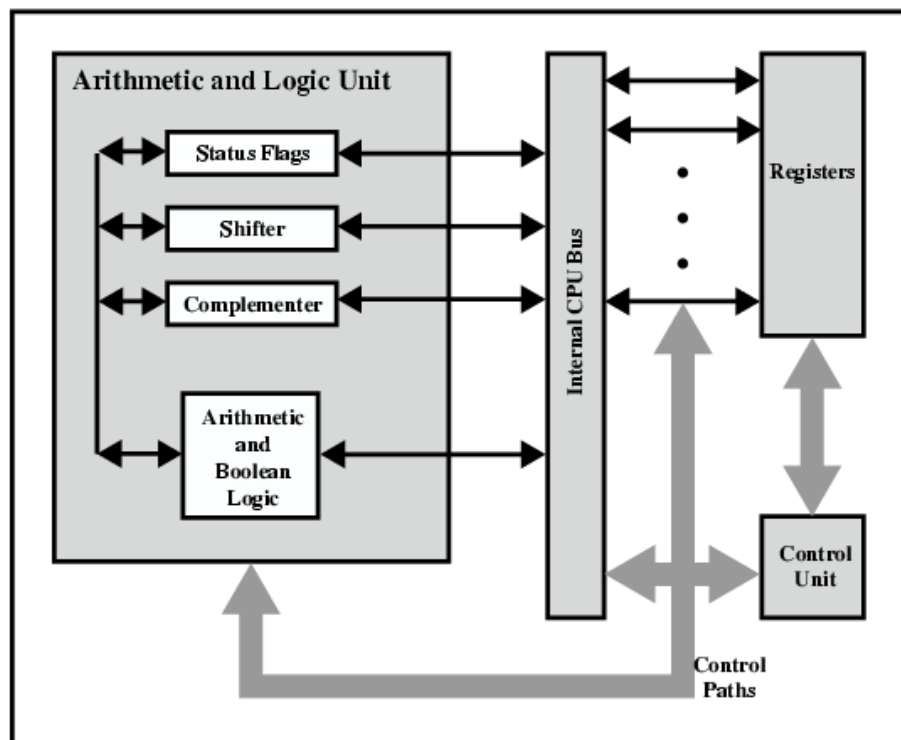 Arithmetic and Logic Unit
Status Flags
Shifter
Complementer
Arithmetic
and
Boolean
Logic
Internal CPU Bus
Registers
Control
Unit
Control
Paths